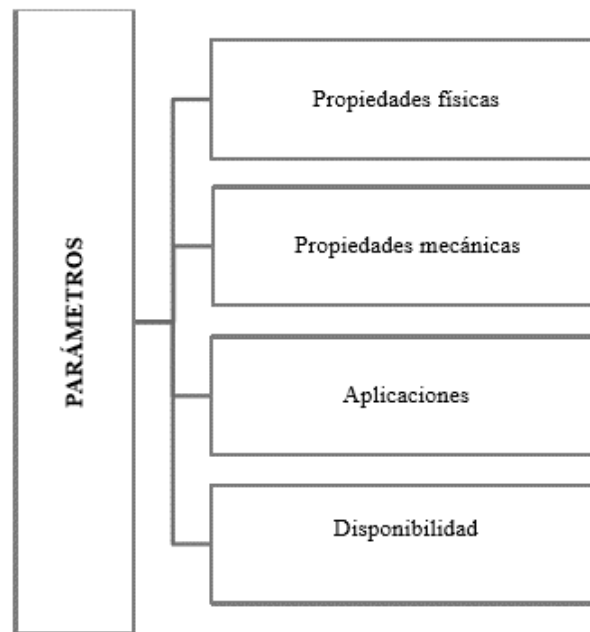 PARÁMETROS
Propiedades físicas
Propiedades mecánicas
Aplicaciones
Disponibilidad